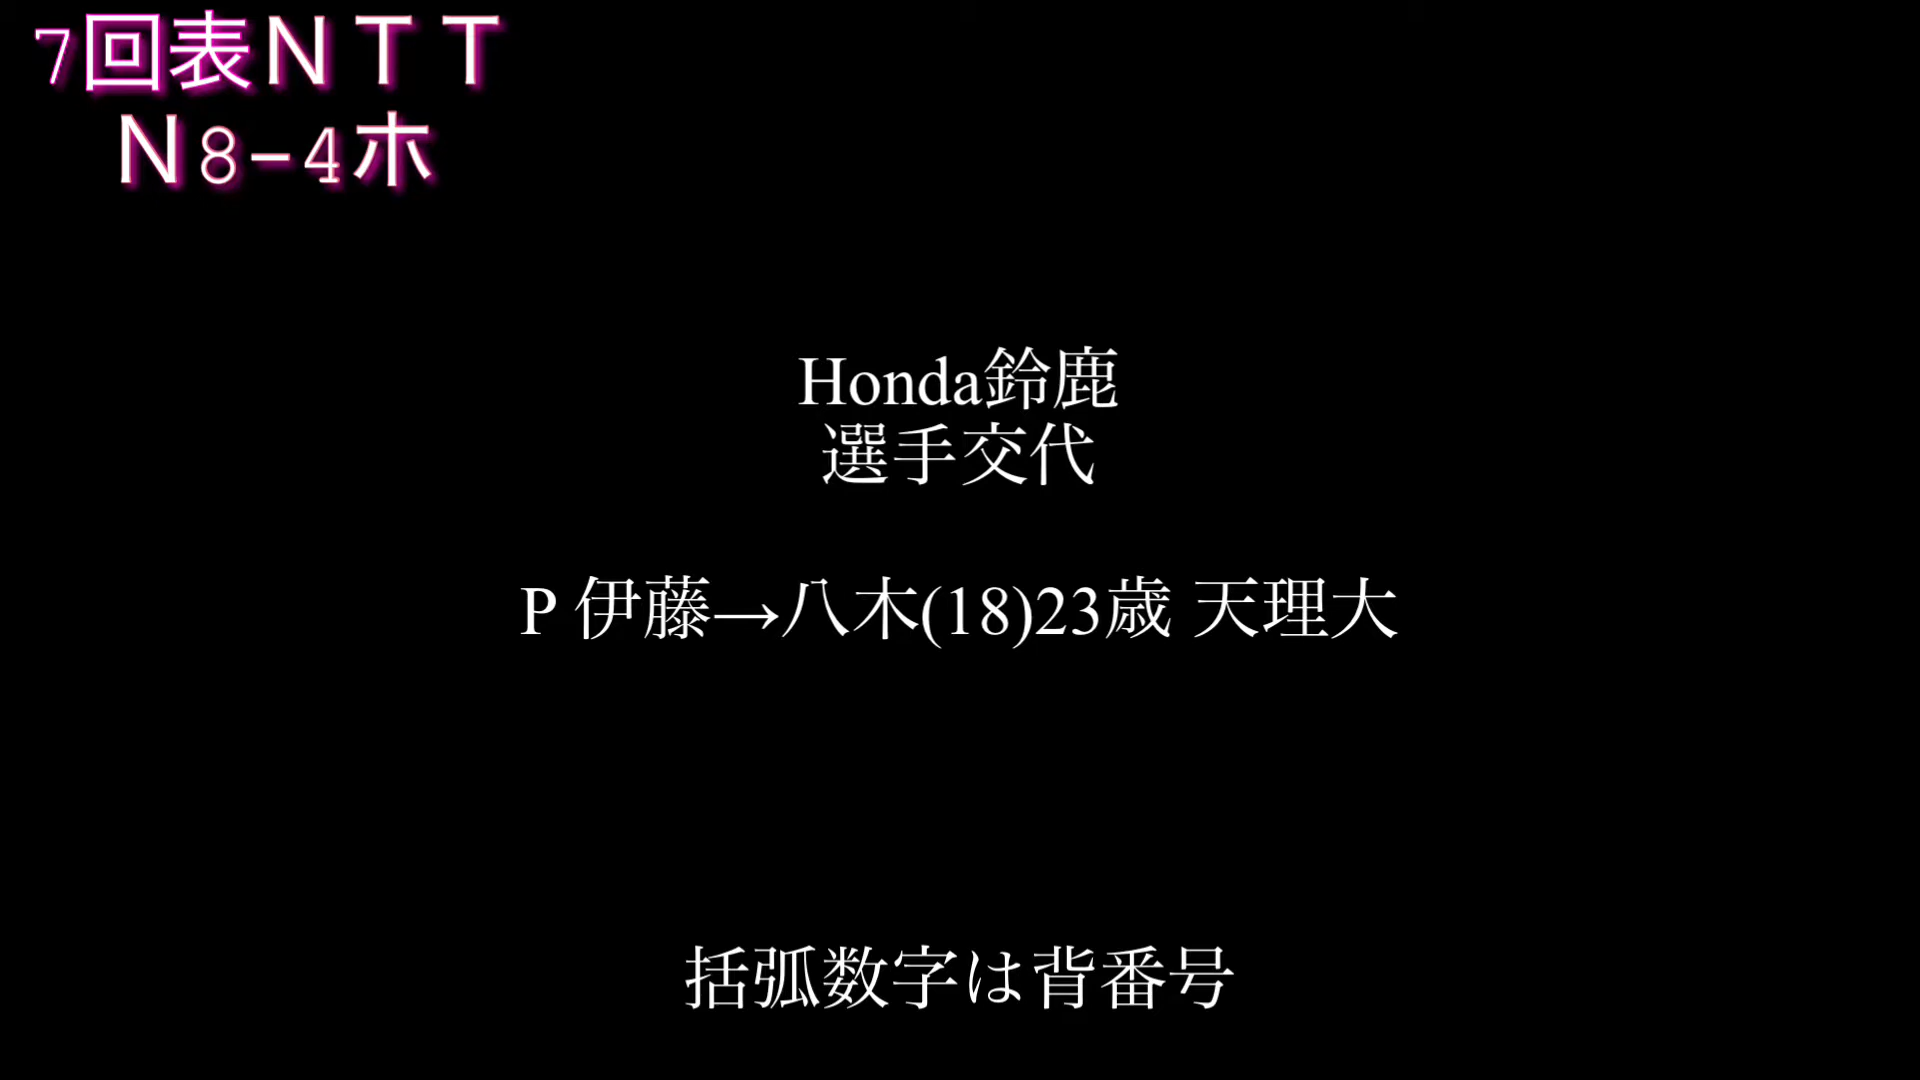 7回表ＮＴＴ
Ｎ8-4ホ
Honda鈴鹿
選手交代
P 伊藤→八木(18)23歳 天理大
括弧数字は背番号